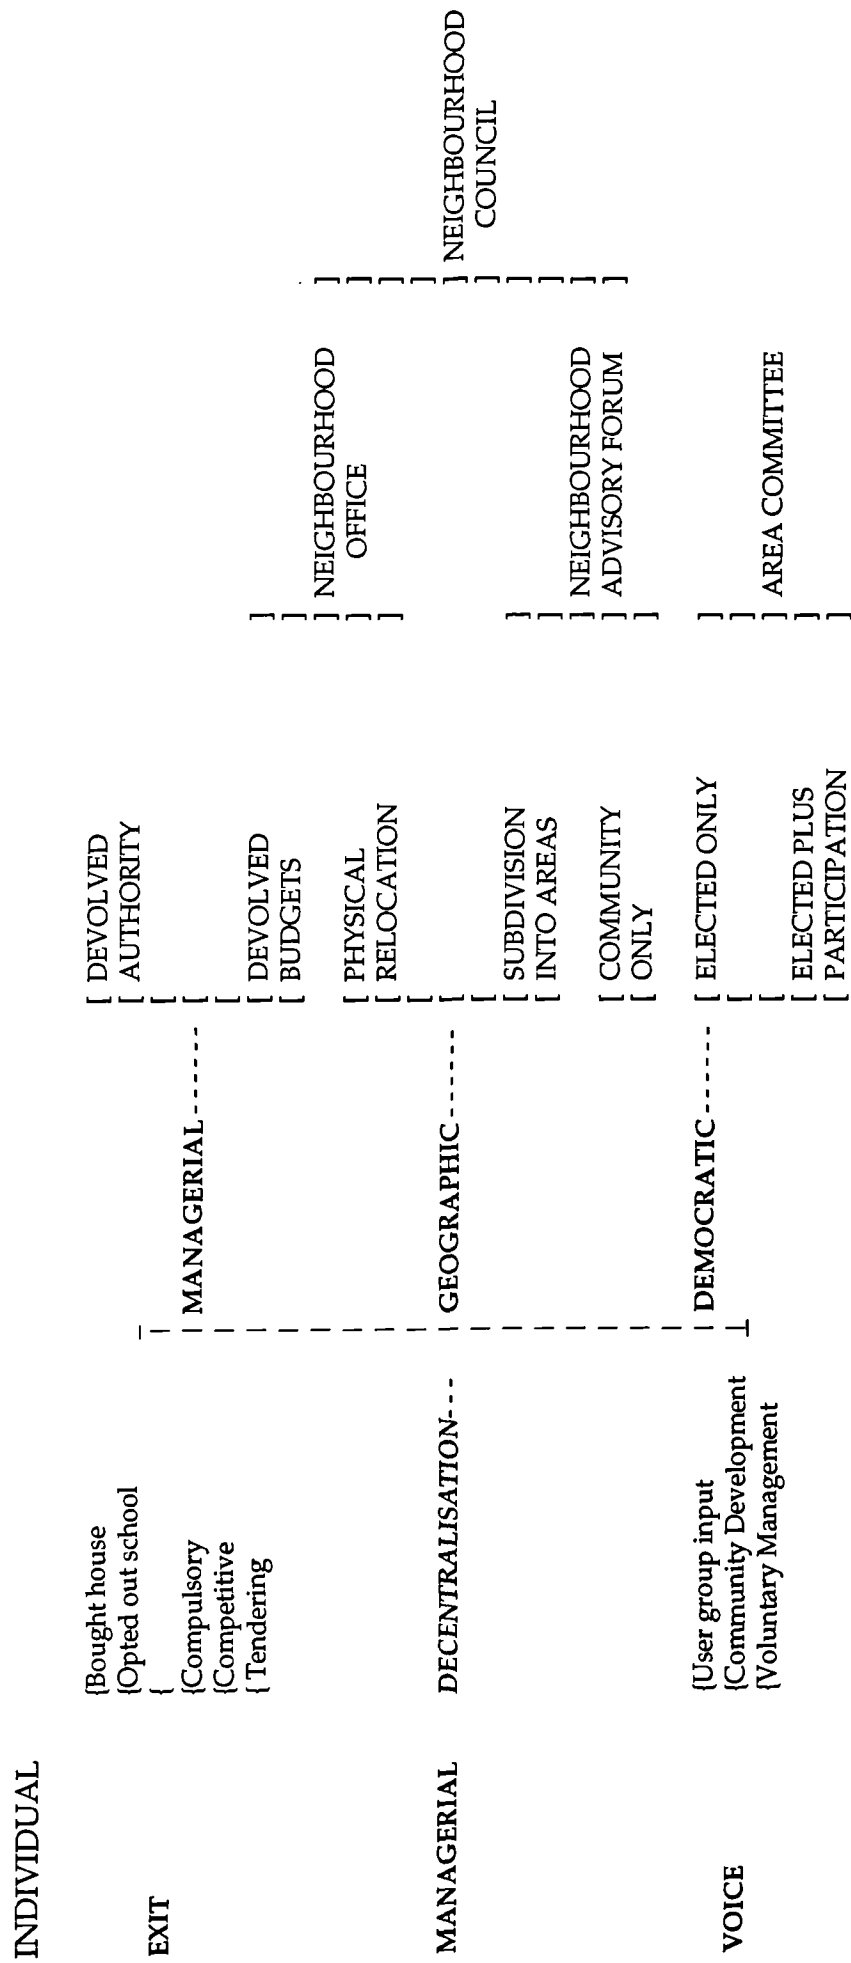 INDIVIDUAL
EXIT
{Bought house
{Opted out school
{
{Compulsory
{Competitive
{Tendering
MANAGERIAL
DECENTRALISATION---
VOICE
{User group input
{Community Development
{Voluntary Management
MANAGERIAL-------
[ DEVOLVED
[ AUTHORITY
[
[
[
[ DEVOLVED
[ BUDGETS
GEOGRAPHIC------
[ PHYSICAL
[ RELOCATION
[
[
[
[ SUBDIVISION
[ INTO AREAS
DEMOCRATIC-------
[ COMMUNITY
[ ONLY
[ ELECTED ONLY
[
[
[ ELECTED PLUS
[ PARTICIPATION
NEIGHBOURHOOD
OFFICE
NEIGHBOURHOOD
ADVISORY FORUM
AREA COMMITTEE
NEIGHBOURHOOD
COUNCIL